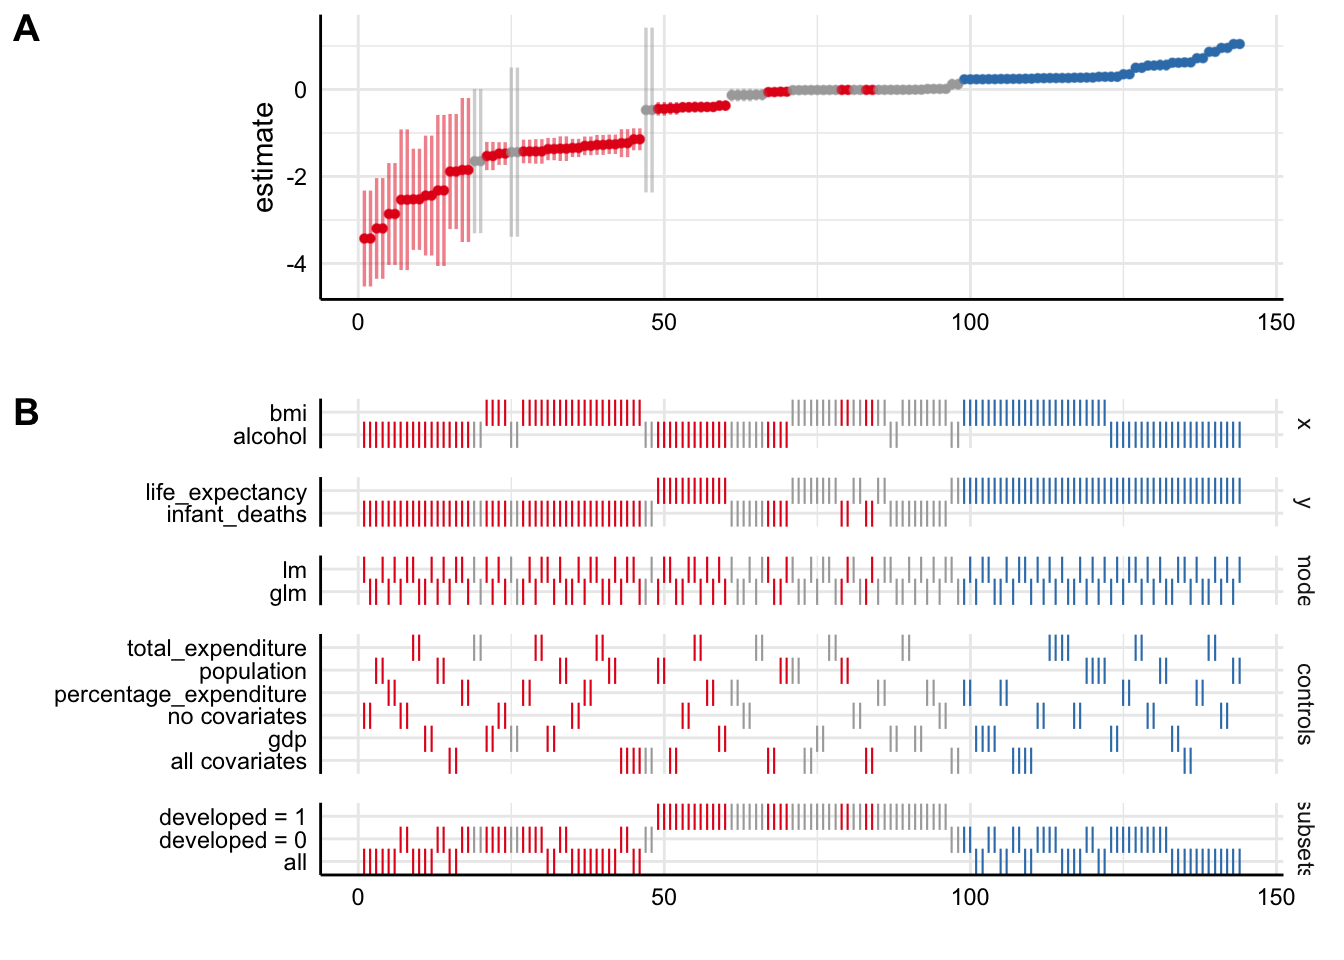 A
estimate
0
-2
-4
0 50 100 150
B
bmi
alcohol
x
life_expectancy
infant_deaths
y
lm
glm
mode
total_expenditure
population
percentage_expenditure
no covariates
gdp
all covariates
controls
developed = 1
developed = 0
all
subsets
0 50 100 150